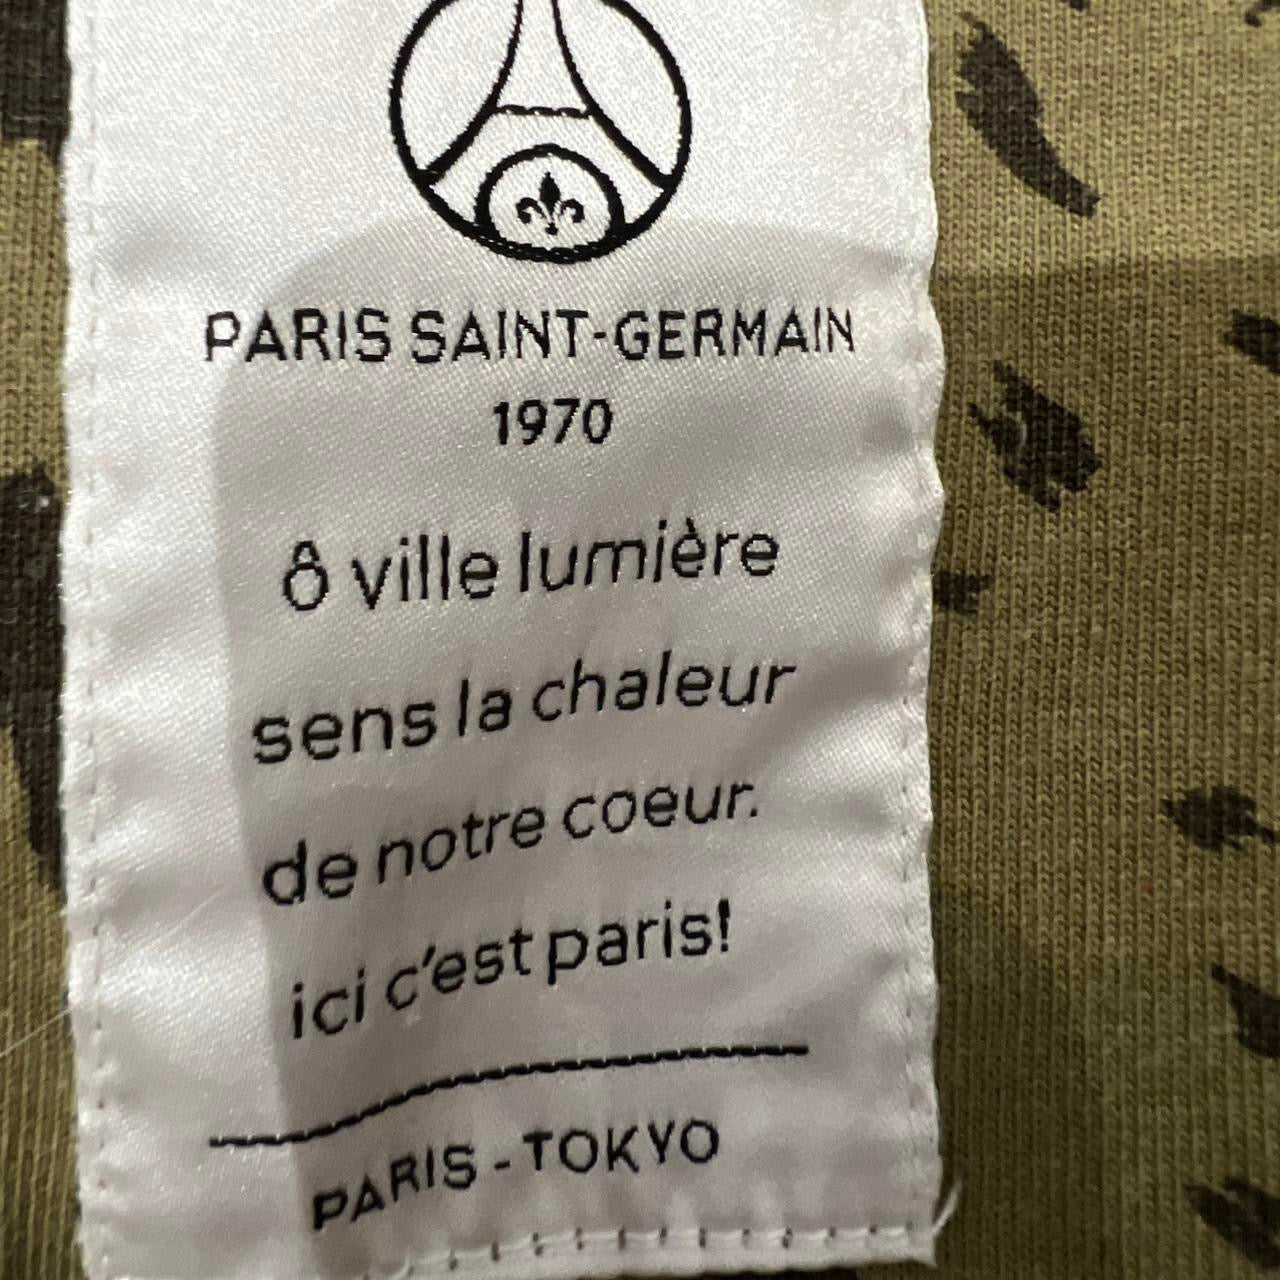 PARIS SAINT-GERMAIN
1970
ô ville lumière
sens la chaleur
de notre coeur.
ici c'est paris!
PARIS - TOKYO